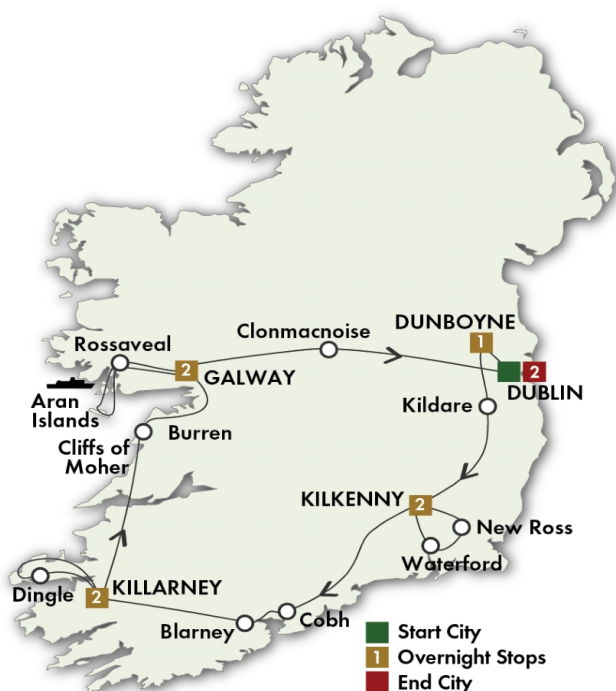 Rossaveal
Clonmacnoise
DUNBOYNE
1
2
GALWAY
2
DUBLIN
Aran
Islands
Kildare
Burren
Cliffs of
Moher
KILKENNY
2
New Ross
Waterford
Dingle
2
KILLARNEY
Blarney
Cobh
Start City
1
Overnight Stops
End City